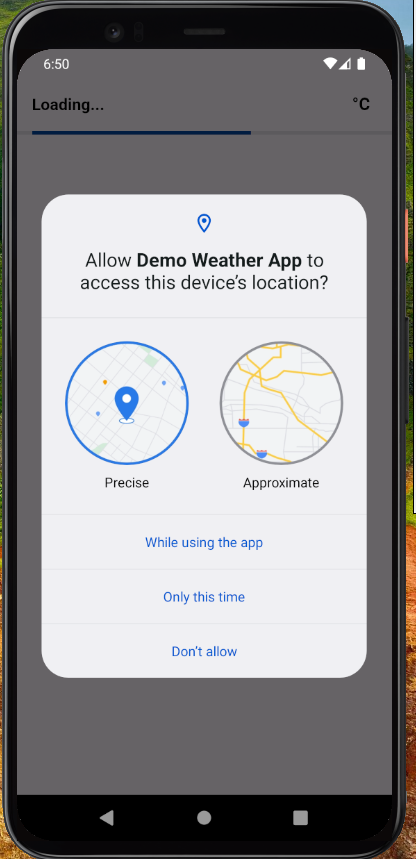 6:50
Loading... °C
Allow Demo Weather App to
access this device's location?
Precise Approximate
While using the app
Only this time
Don't allow